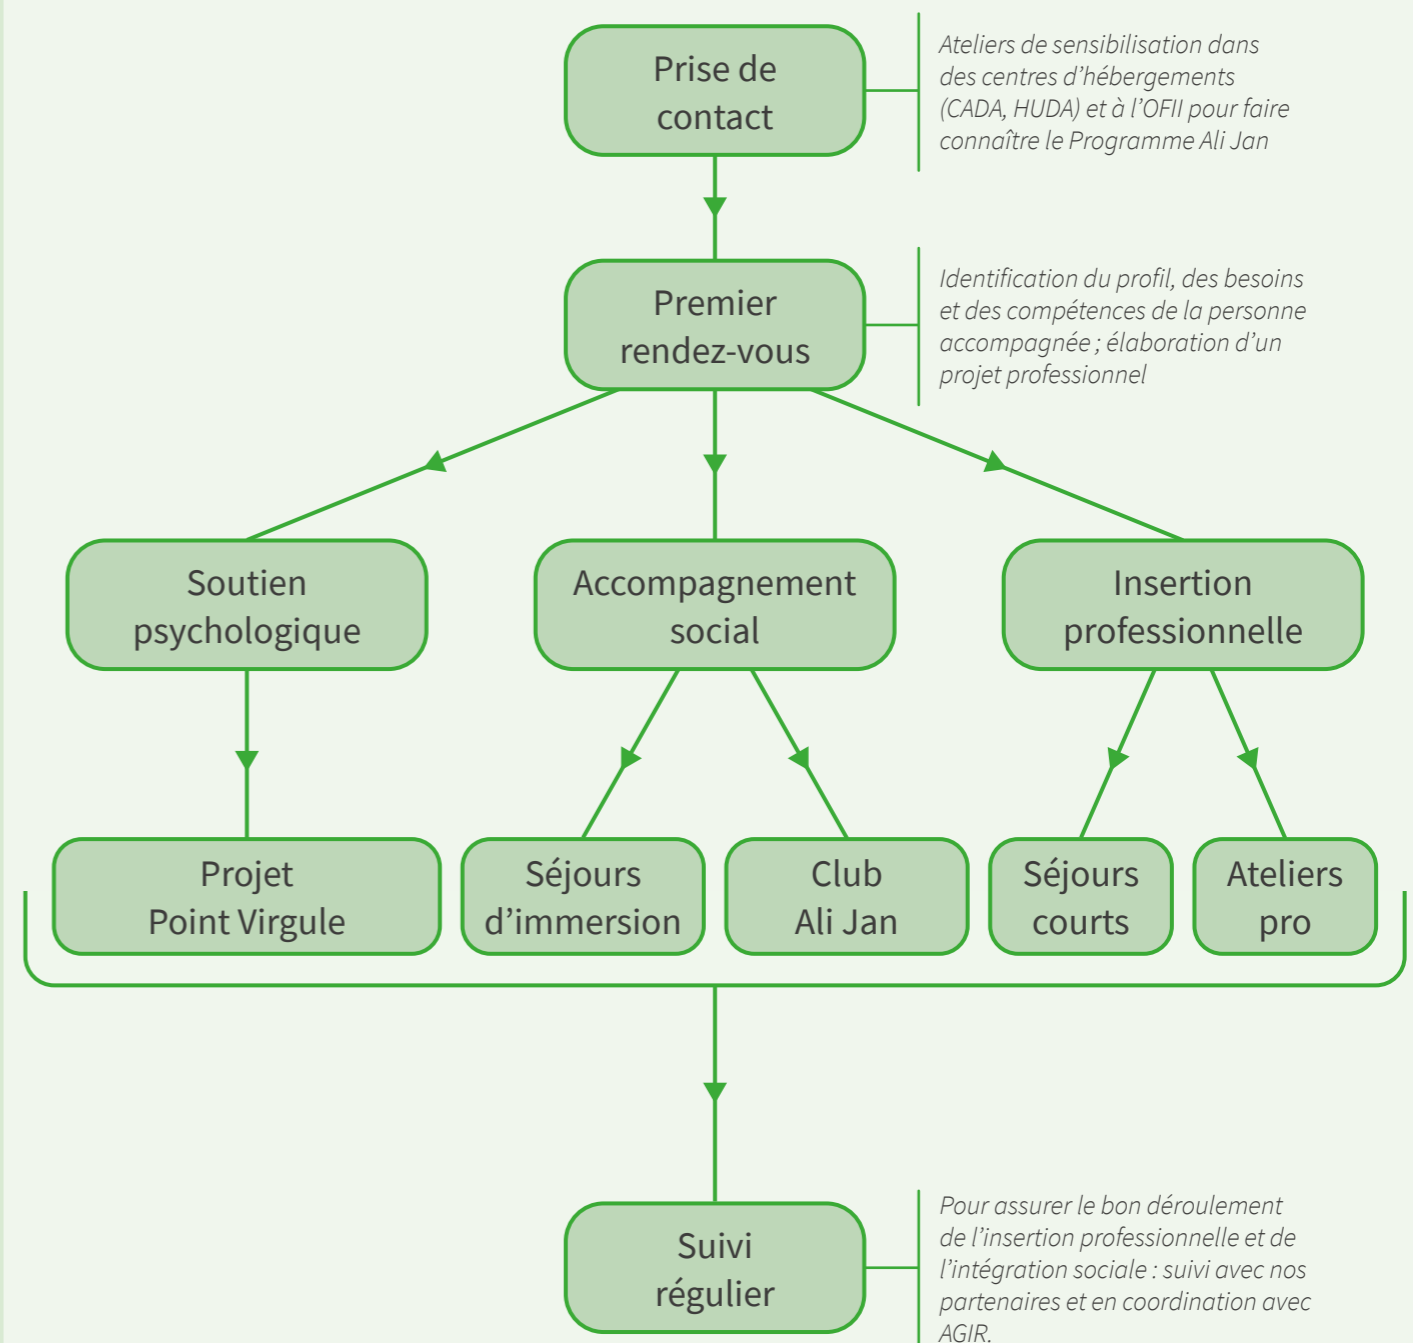 Prise de
contact
Ateliers de sensibilisation dans
des centres d’hébergements
(CADA, HUDA) et à l’OFII pour faire
connaître le Programme Ali Jan
Premier
rendez-vous
Identification du profil, des besoins
et des compétences de la personne
accompagnée ; élaboration d’un
projet professionnel
Soutien
psychologique
Accompagnement
social
Insertion
professionnelle
Projet
Point Virgule
Séjours
d’immersion
Club
Ali Jan
Séjours
courts
Ateliers
pro
Suivi
régulier
Pour assurer le bon déroulement
de l’insertion professionnelle et de
l’intégration sociale : suivi avec nos
partenaires et en coordination avec
AGIR.